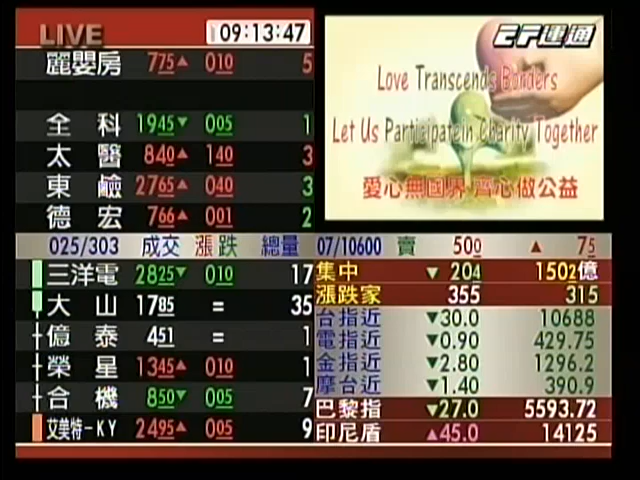 LIVE 09:13:47
麗嬰房 775▲ 010 5
全科 1945▼ 005 1
太醫 840▲ 140 3
東鹼 2765▲ 040 3
德宏 766▲ 001 2
運通
Love Transcends Borders
Let Us Participate in Charity Together
愛心無國界 齊心做公益
025/303 成交 漲跌 總量
三洋電 2825▼ 010 17
大山 1785 = 35
億泰 451 = 1
榮星 1345▲ 010 1
合機 850▼ 005 7
艾美特-KY 2495▲ 005 9
07/10600 賣 500 ▲ 75
集中 ▼ 204 1502億
漲跌家 355 315
台指近 ▼30.0 10688
電指近 ▼0.90 429.75
金指近 ▼2.80 1296.2
摩台近 ▼1.40 390.9
巴黎指 ▼27.0 5593.72
印尼盾 ▲45.0 14125